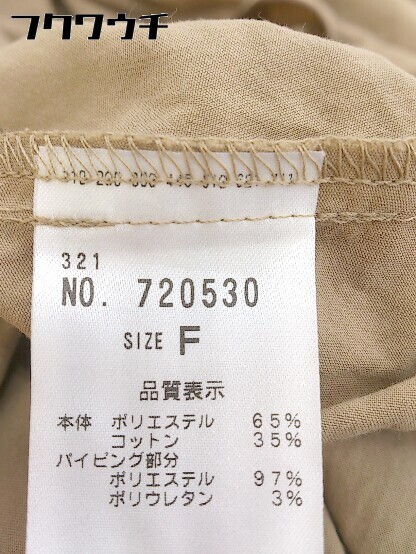 フクワウチ
321
NO. 720530
SIZE F
品質表示
本体 ポリエステル 65%
コットン 35%
パイピング部分
ポリエステル 97%
ポリウレタン 3%